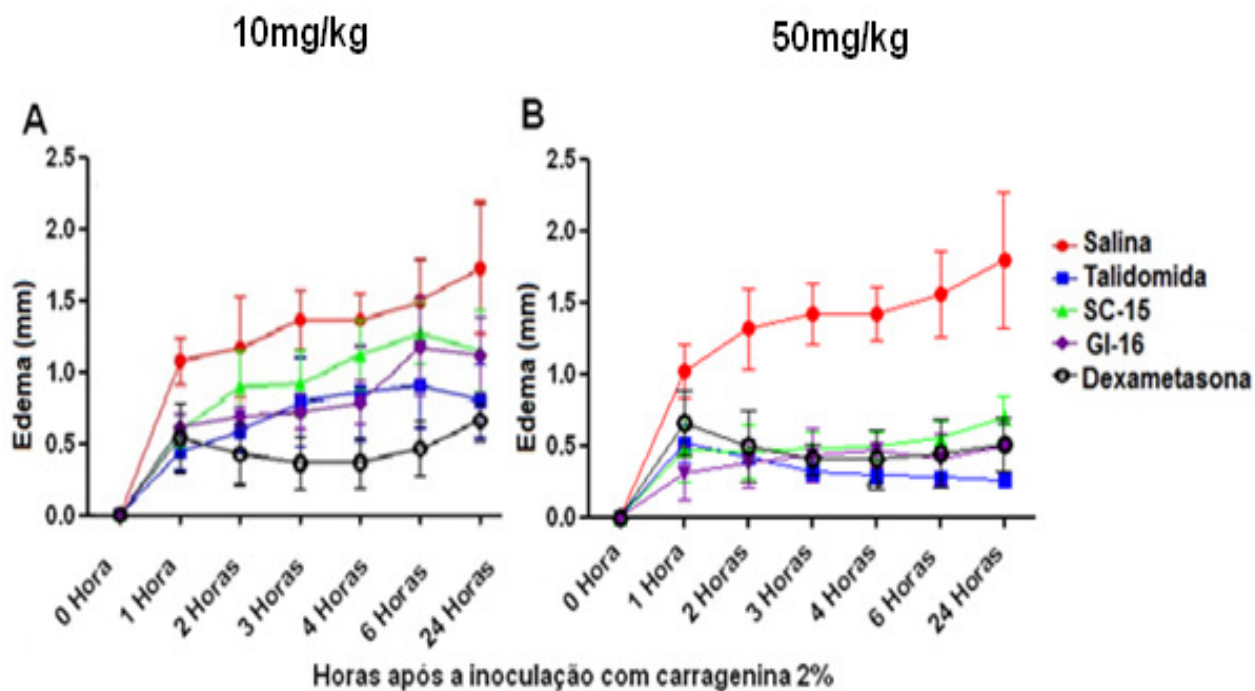 10mg/kg
50mg/kg
A
B
Edema (mm)
2.5
2.0
1.5
1.0
0.5
0.0
0 Hora
1 Hora
2 Horas
3 Horas
4 Horas
6 Horas
24 Horas
Edema (mm)
2.5
2.0
1.5
1.0
0.5
0.0
0 Hora
1 Hora
2 Horas
3 Horas
4 Horas
6 Horas
24 Horas
Salina
Talidomida
SC-15
GI-16
Dexametasona
Horas após a inoculação com carragenina 2%